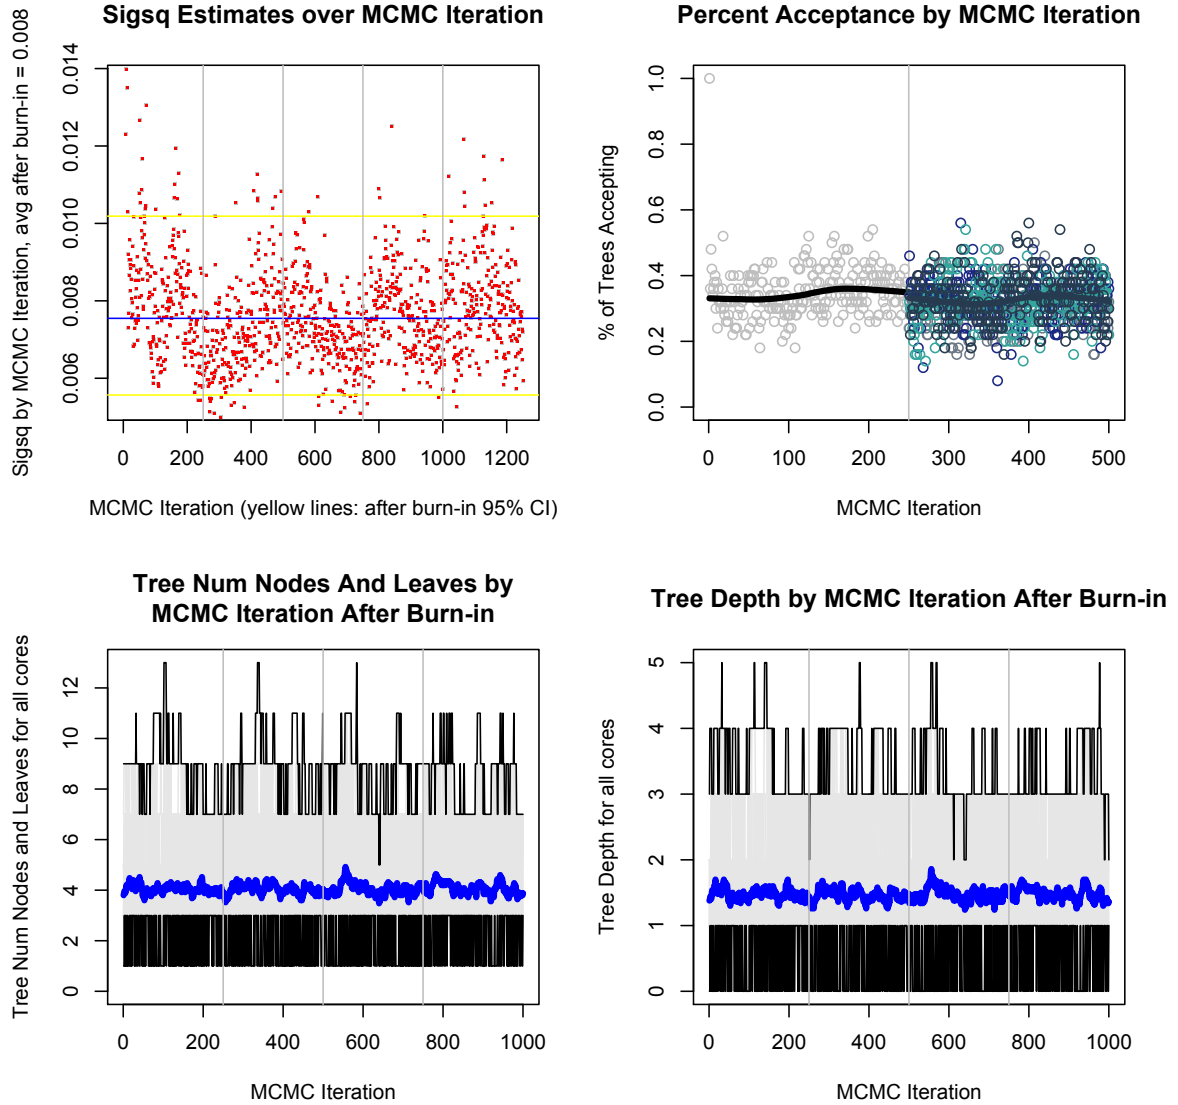 Sigsq Estimates over MCMC Iteration
Sigsq by MCMC Iteration, avg after burn-in = 0.008
0.014
0.012
0.010
0.008
0.006
0 200 400 600 800 1000 1200
MCMC Iteration (yellow lines: after burn-in 95% CI)
Percent Acceptance by MCMC Iteration
% of Trees Accepting
1.0
0.8
0.6
0.4
0.2
0.0
0 100 200 300 400 500
MCMC Iteration
Tree Num Nodes And Leaves by
MCMC Iteration After Burn-in
Tree Num Nodes and Leaves for all cores
12
10
8
6
4
2
0
0 200 400 600 800 1000
MCMC Iteration
Tree Depth by MCMC Iteration After Burn-in
Tree Depth for all cores
5
4
3
2
1
0
0 200 400 600 800 1000
MCMC Iteration